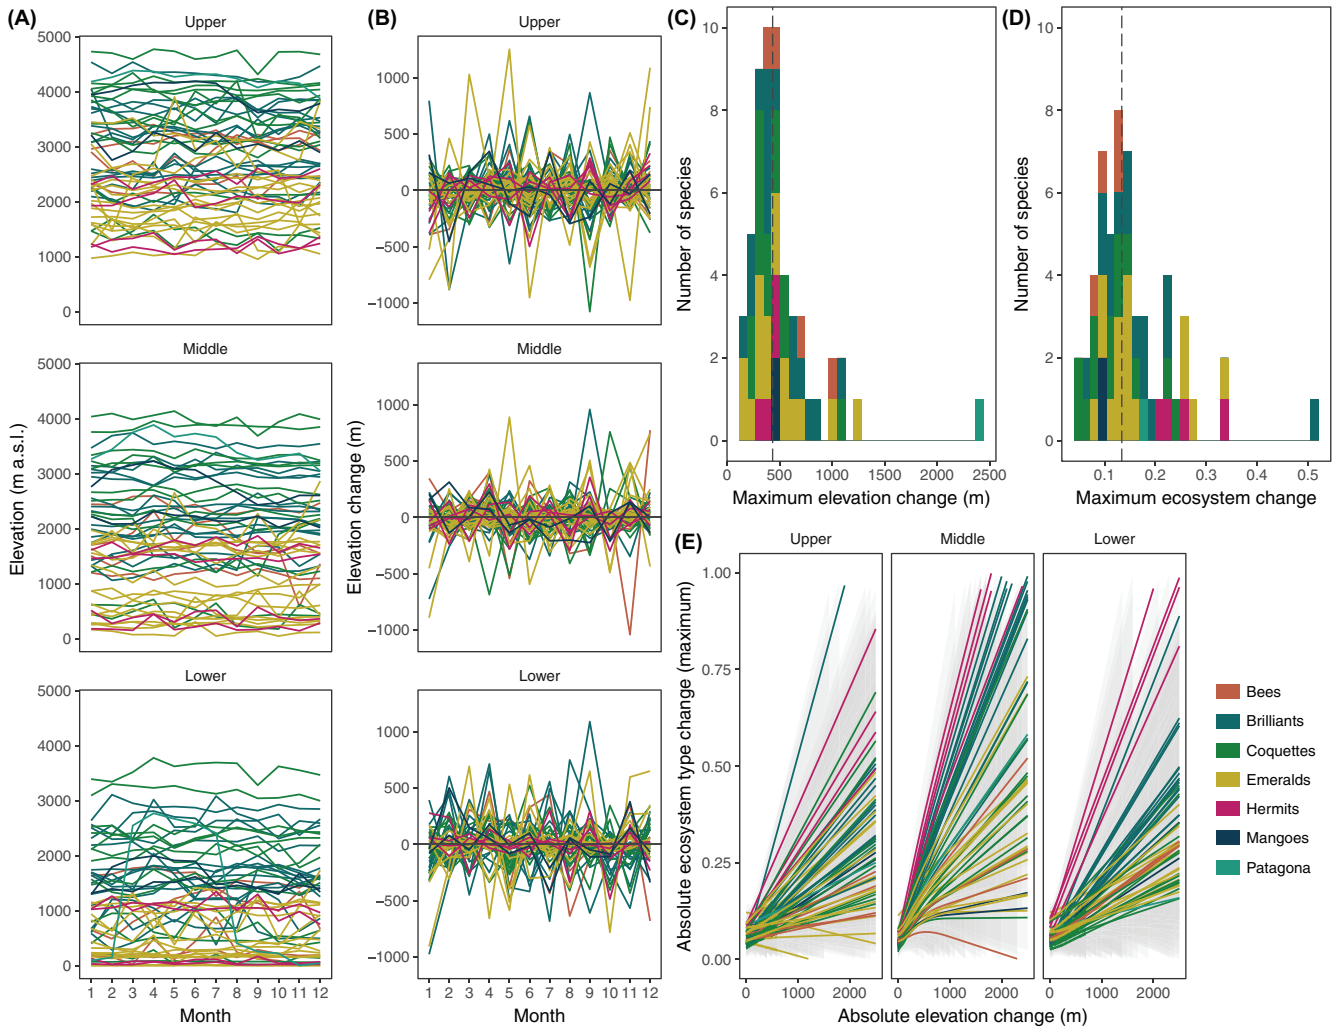 (A)
Upper
5000
4000
3000
2000
1000
0
Middle
5000
4000
3000
2000
1000
0
Lower
5000
4000
3000
2000
1000
0
1 2 3 4 5 6 7 8 9 10 11 12
Month
Elevation (m a.s.l.)
(B)
Upper
1000
500
0
−500
−1000
Middle
1000
500
0
−500
−1000
Lower
1000
500
0
−500
−1000
1 2 3 4 5 6 7 8 9 10 11 12
Month
Elevation change (m)
(C)
10
8
6
4
2
0
Number of species
0 500 1000 1500 2000 2500
Maximum elevation change (m)
(D)
10
8
6
4
2
0
Number of species
0.1 0.2 0.3 0.4 0.5
Maximum ecosystem change
(E)
Upper Middle Lower
1.00
0.75
0.50
0.25
0.00
Absolute ecosystem type change (maximum)
0 1000 2000 0 1000 2000 0 1000 2000
Absolute elevation change (m)
Bees
Brilliants
Coquettes
Emeralds
Hermits
Mangoes
Patagona